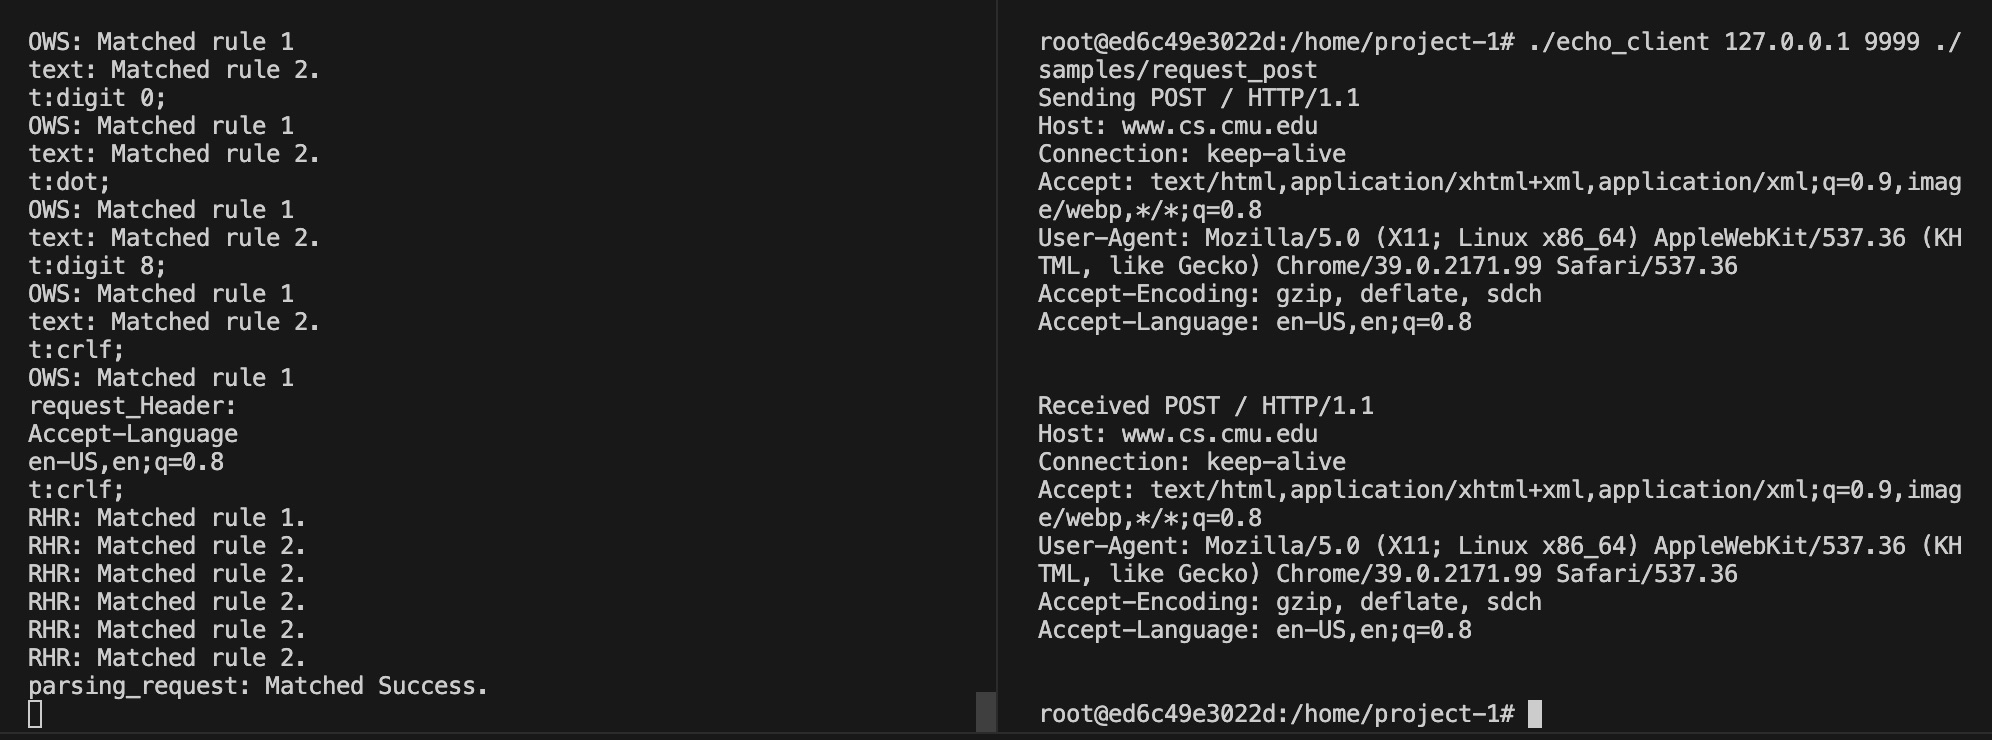 OWS: Matched rule 1
text: Matched rule 2.
t:digit 0;
OWS: Matched rule 1
text: Matched rule 2.
t:dot;
OWS: Matched rule 1
text: Matched rule 2.
t:digit 8;
OWS: Matched rule 1
text: Matched rule 2.
t:crlf;
OWS: Matched rule 1
request_Header:
Accept-Language
en-US,en;q=0.8
t:crlf;
RHR: Matched rule 1.
RHR: Matched rule 2.
RHR: Matched rule 2.
RHR: Matched rule 2.
RHR: Matched rule 2.
RHR: Matched rule 2.
parsing_request: Matched Success.
root@ed6c49e3022d:/home/project-1# ./echo_client 127.0.0.1 9999 ./
samples/request_post
Sending POST / HTTP/1.1
Host: www.cs.cmu.edu
Connection: keep-alive
Accept: text/html,application/xhtml+xml,application/xml;q=0.9,imag
e/webp,*/*;q=0.8
User-Agent: Mozilla/5.0 (X11; Linux x86_64) AppleWebKit/537.36 (KH
TML, like Gecko) Chrome/39.0.2171.99 Safari/537.36
Accept-Encoding: gzip, deflate, sdch
Accept-Language: en-US,en;q=0.8
Received POST / HTTP/1.1
Host: www.cs.cmu.edu
Connection: keep-alive
Accept: text/html,application/xhtml+xml,application/xml;q=0.9,imag
e/webp,*/*;q=0.8
User-Agent: Mozilla/5.0 (X11; Linux x86_64) AppleWebKit/537.36 (KH
TML, like Gecko) Chrome/39.0.2171.99 Safari/537.36
Accept-Encoding: gzip, deflate, sdch
Accept-Language: en-US,en;q=0.8
root@ed6c49e3022d:/home/project-1#